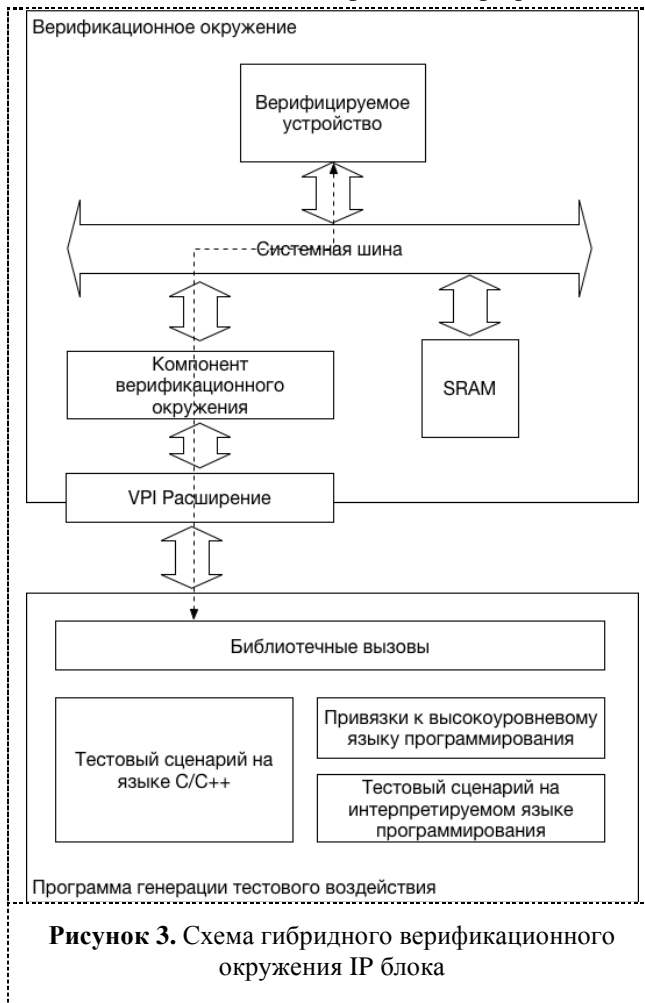 Верификационное окружение
Верифицируемое
устройство
Системная шина
Компонент
верификационного
окружения
SRAM
VPI Расширение
Библиотечные вызовы
Тестовый сценарий на
языке C/C++
Привязки к высокоуровневому
языку программирования
Тестовый сценарий на
интерпретируемом языке
программирования
Программа генерации тестового воздействия
Рисунок 3. Схема гибридного верификационного
окружения IP блока